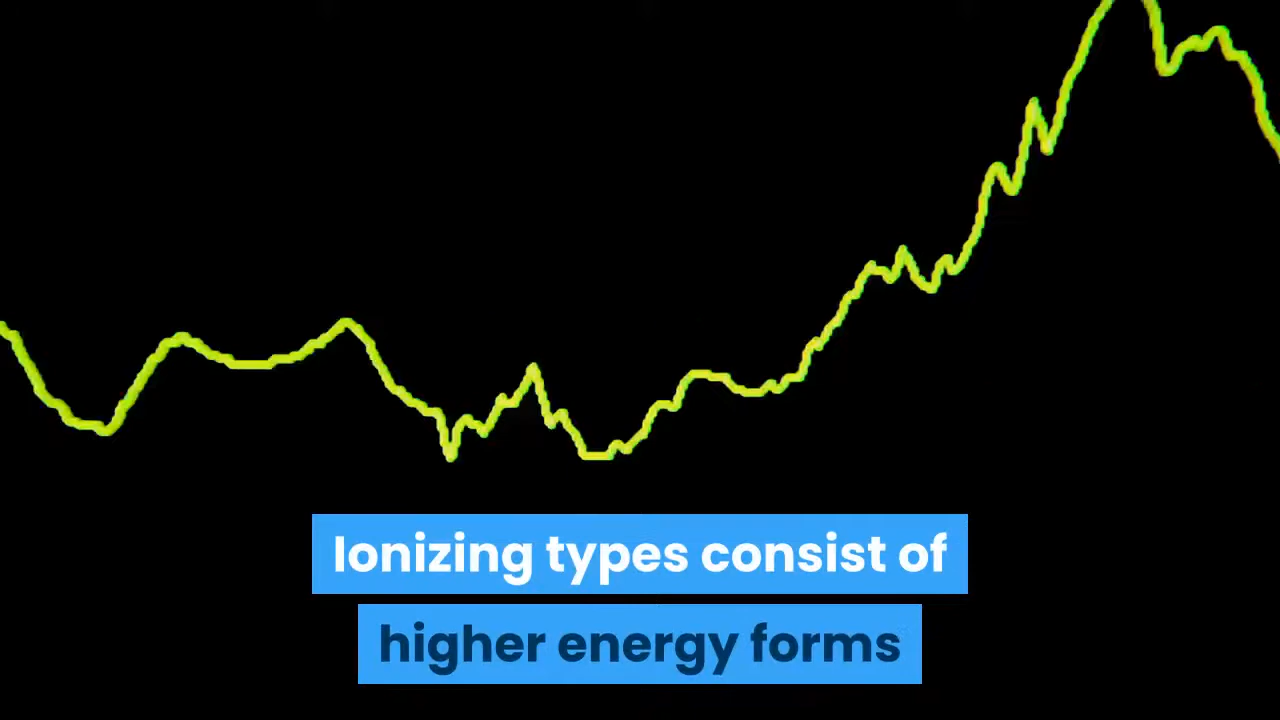 Ionizing types consist of
higher energy forms